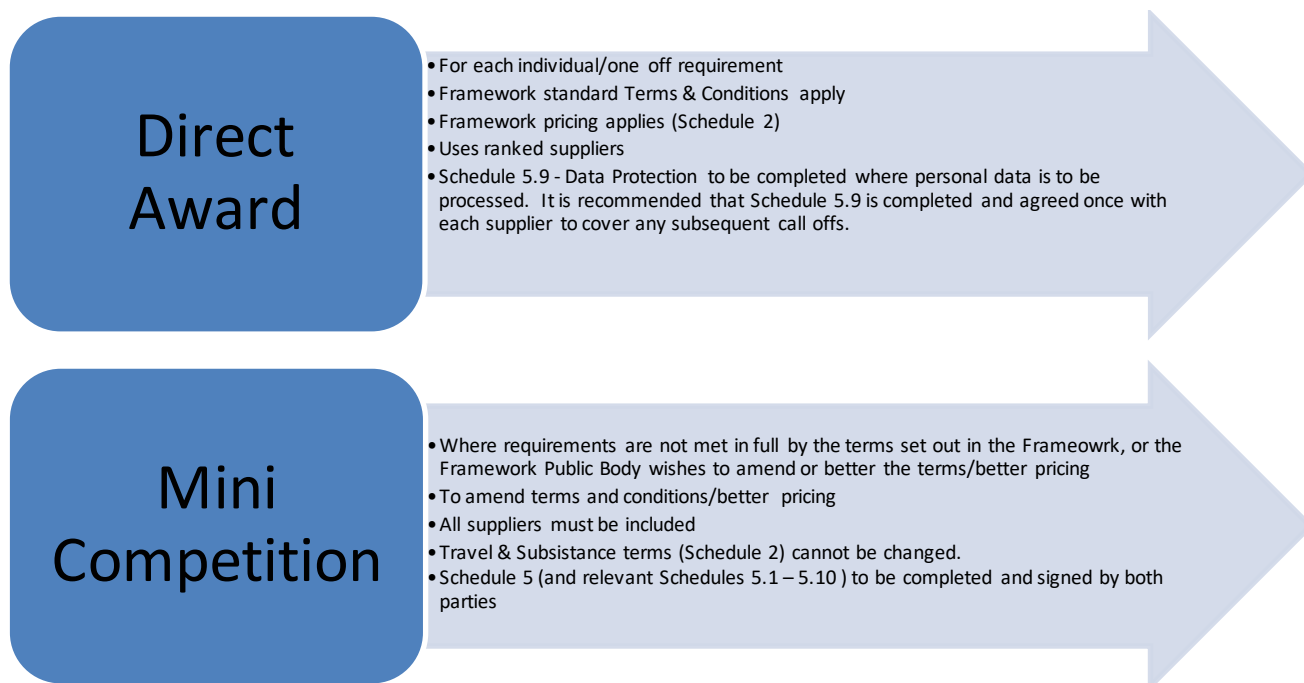 Direct
Award
•For each individual/one off requirement
•Framework standard Terms & Conditions apply
•Framework pricing applies (Schedule 2)
•Uses ranked suppliers
•Schedule 5.9 - Data Protection to be completed where personal data is to be
processed. It is recommended that Schedule 5.9 is completed and agreed once with
each supplier to cover any subsequent call offs.
Mini
Competition
•Where requirements are not met in full by the terms set out in the Frameowrk, or the
Framework Public Body wishes to amend or better the terms/better pricing
•To amend terms and conditions/better pricing
•All suppliers must be included
•Travel & Subsistance terms (Schedule 2) cannot be changed.
•Schedule 5 (and relevant Schedules 5.1 – 5.10 ) to be completed and signed by both
parties